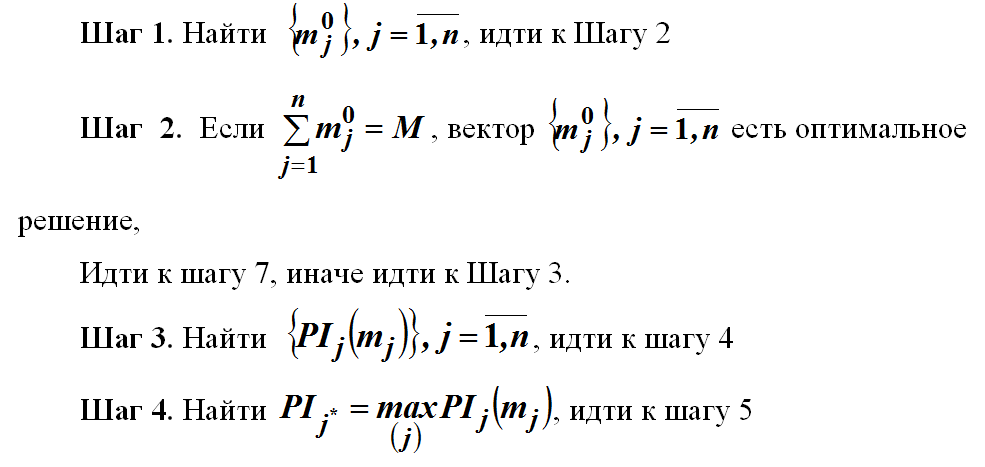 Шаг 1. Найти {m_j^0}, j = \overline{1,n}, идти к Шагу 2
Шаг 2. Если \sum_{j=1}^{n} m_j^0 = M, вектор {m_j^0}, j = \overline{1,n} есть оптимальное
решение,
Идти к шагу 7, иначе идти к Шагу 3.
Шаг 3. Найти {PI_j(m_j)}, j = \overline{1,n}, идти к шагу 4
Шаг 4. Найти PI_{j^*} = \max_{(j)} PI_j(m_j), идти к шагу 5